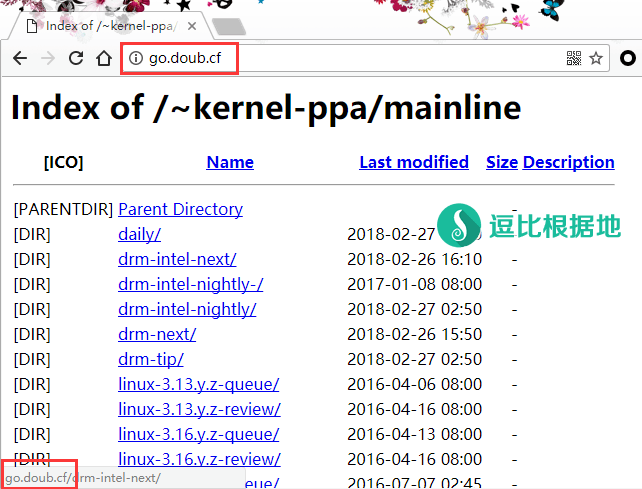 Index of /~kernel-ppa/
go.doub.cf
Index of /~kernel-ppa/mainline
[ICO] Name Last modified Size Description
[PARENTDIR] Parent Directory -
[DIR] daily/ 2018-02-27
逗比根据地
[DIR] drm-intel-next/ 2018-02-26 16:10 -
[DIR] drm-intel-nightly-/ 2017-01-08 08:00 -
[DIR] drm-intel-nightly/ 2018-02-27 02:50 -
[DIR] drm-next/ 2018-02-26 15:50 -
[DIR] drm-tip/ 2018-02-27 02:50 -
[DIR] linux-3.13.y.z-queue/ 2016-04-06 08:00 -
[DIR] linux-3.13.y.z-review/ 2016-04-16 08:00 -
[DIR] linux-3.16.y.z-queue/ 2016-04-13 08:00 -
[DIR] linux-3.16.y.z-review/ 2016-04-16 08:00 -
-queue/ 2016-07-07 02:45 -
go.doub.cf/drm-intel-next/